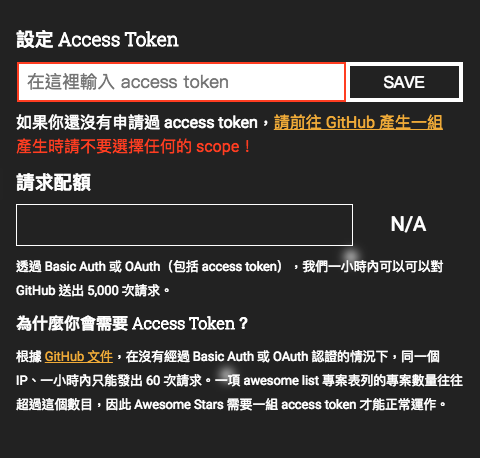 設定 Access Token
在這裡輸入 access token
SAVE
如果你還沒有申請過 access token，請前往 GitHub 產生一組
產生時請不要選擇任何的 scope！
請求配額
N/A
透過 Basic Auth 或 OAuth（包括 access token），我們一小時內可以可以對
GitHub 送出 5,000 次請求。
為什麼你會需要 Access Token？
根據 GitHub 文件，在沒有經過 Basic Auth 或 OAuth 認證的情況下，同一個
IP、一小時內只能發出 60 次請求。一項 awesome list 專案表列的專案數量往往
超過這個數目，因此 Awesome Stars 需要一組 access token 才能正常運作。